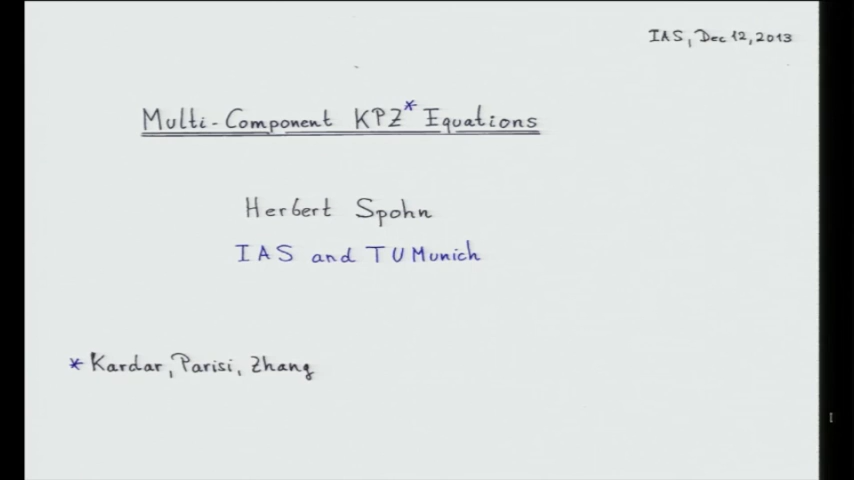 IAS, Dec 12, 2013
Multi-Component KPZ* Equations
Herbert Spohn
IAS and TU Munich
* Kardar, Parisi, Zhang